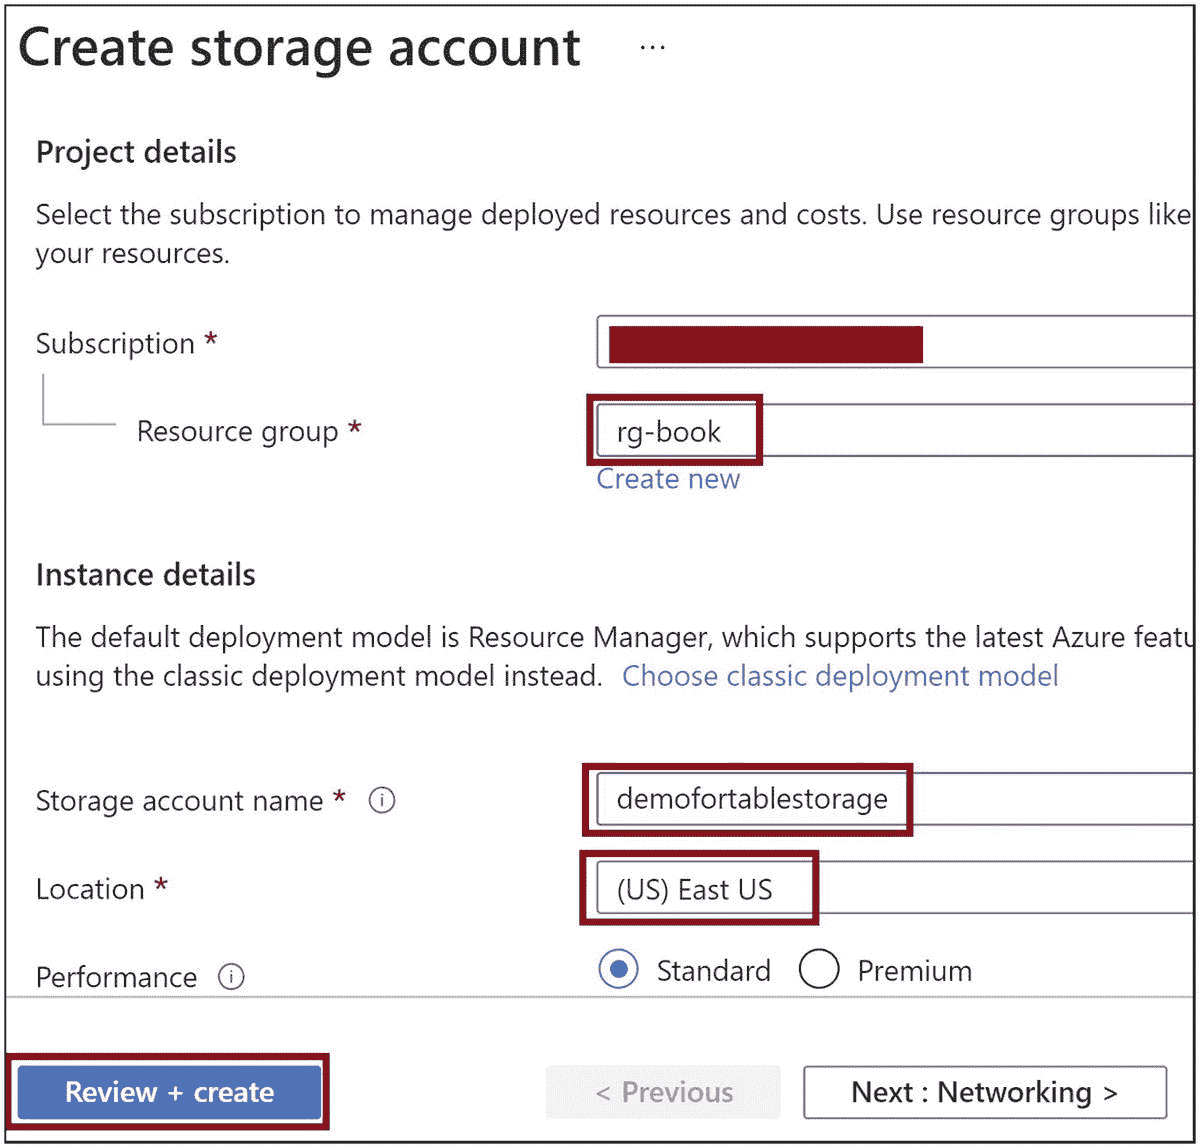 Create storage account ...
Project details
Select the subscription to manage deployed resources and costs. Use resource groups like
your resources.
Subscription *
Resource group *
rg-book
Create new
Instance details
The default deployment model is Resource Manager, which supports the latest Azure featu
using the classic deployment model instead. Choose classic deployment model
Storage account name * i
demofortablestorage
Location *
(US) East US
Performance i
Standard Premium
Review + create
< Previous
Next : Networking >